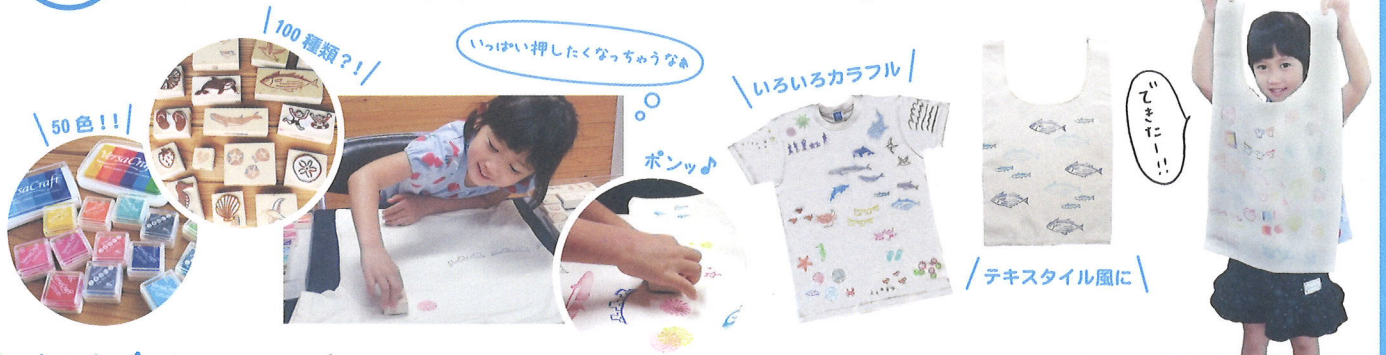 50色!!
100種類?!
いっぱい押したくなっちゃうなぁ
ポンッ♪
いろいろカラフル
テキスタイル風に
できたー!!
VersaCraft